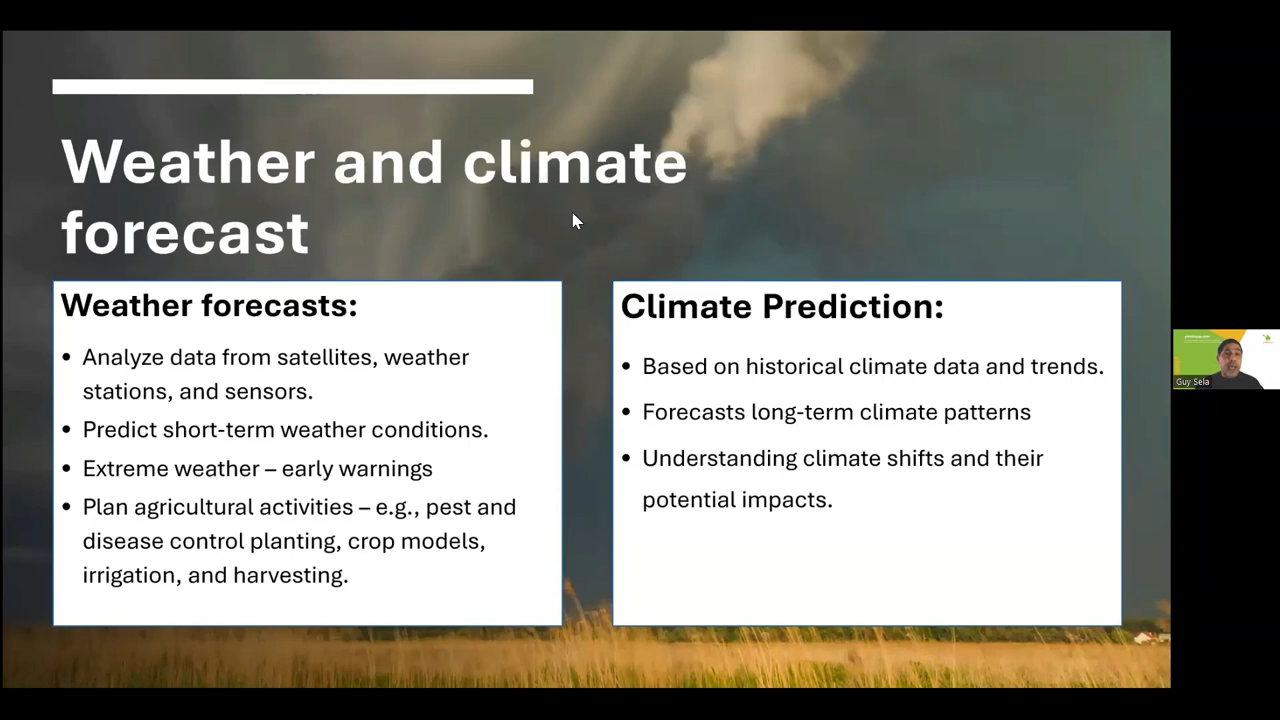 Weather and climate
forecast
Weather forecasts:
• Analyze data from satellites, weather
stations, and sensors.
• Predict short-term weather conditions.
• Extreme weather – early warnings
• Plan agricultural activities – e.g., pest and
disease control planting, crop models,
irrigation, and harvesting.
Climate Prediction:
• Based on historical climate data and trends.
• Forecasts long-term climate patterns
• Understanding climate shifts and their
potential impacts.
Guy Sela